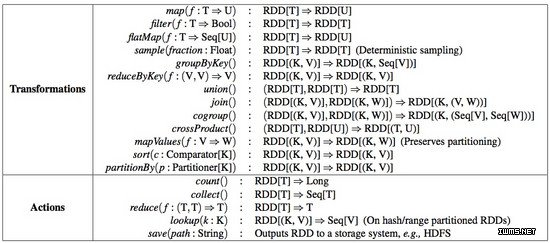 Transformations
map(f : T ⇒ U) : RDD[T] ⇒ RDD[U]
filter(f : T ⇒ Bool) : RDD[T] ⇒ RDD[T]
flatMap(f : T ⇒ Seq[U]) : RDD[T] ⇒ RDD[U]
sample(fraction : Float) : RDD[T] ⇒ RDD[T] (Deterministic sampling)
groupByKey() : RDD[(K, V)] ⇒ RDD[(K, Seq[V])]
reduceByKey(f : (V, V) ⇒ V) : RDD[(K, V)] ⇒ RDD[(K, V)]
union() : (RDD[T], RDD[T]) ⇒ RDD[T]
join() : (RDD[(K, V)], RDD[(K, W)]) ⇒ RDD[(K, (V, W))]
cogroup() : (RDD[(K, V)], RDD[(K, W)]) ⇒ RDD[(K, (Seq[V], Seq[W]))]
crossProduct() : (RDD[T], RDD[U]) ⇒ RDD[(T, U)]
mapValues(f : V ⇒ W) : RDD[(K, V)] ⇒ RDD[(K, W)] (Preserves partitioning)
sort(c : Comparator[K]) : RDD[(K, V)] ⇒ RDD[(K, V)]
partitionBy(p : Partitioner[K]) : RDD[(K, V)] ⇒ RDD[(K, V)]
Actions
count() : RDD[T] ⇒ Long
collect() : RDD[T] ⇒ Seq[T]
reduce(f : (T, T) ⇒ T) : RDD[T] ⇒ T
lookup(k : K) : RDD[(K, V)] ⇒ Seq[V] (On hash/range partitioned RDDs)
save(path : String) : Outputs RDD to a storage system, e.g., HDFS
IWMS.NET